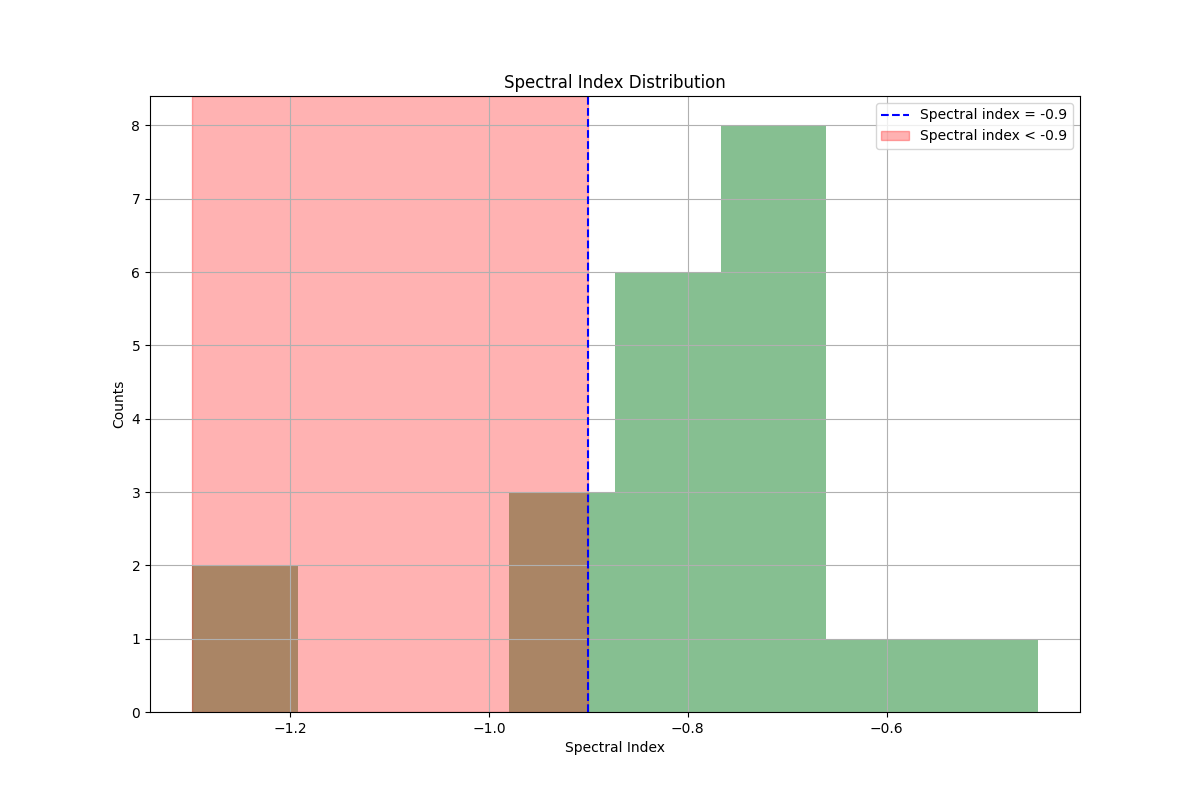 Spectral Index Distribution
Spectral index = -0.9
Spectral index < -0.9
8
7
6
5
4
3
2
1
0
Counts
−1.2
−1.0
−0.8
−0.6
Spectral Index